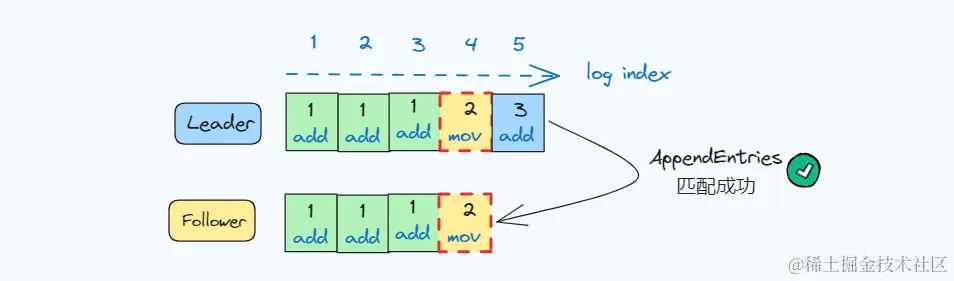 1 2 3 4 5
log index
Leader
1 1 1 2 3
add add add mov add
AppendEntries
匹配成功
Follower
1 1 1 2
add add add mov
@稀土掘金技术社区